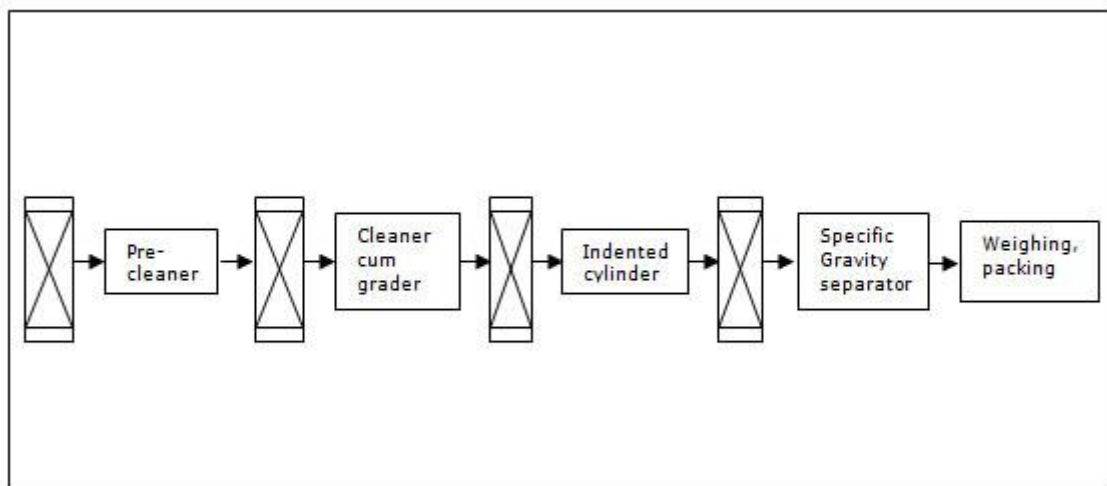 Pre-
cleaner
Cleaner
cum
grader
Indented
cylinder
Specific
Gravity
separator
Weighing,
packing